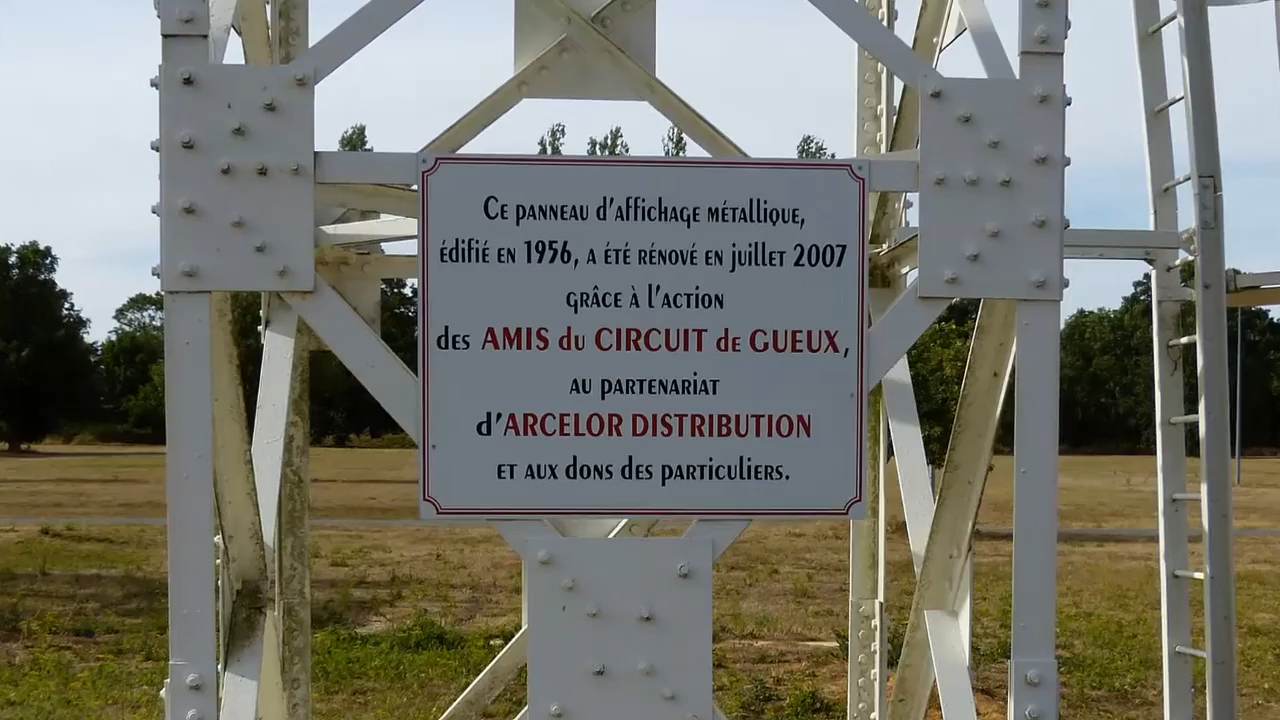 Ce panneau d'affichage métallique,
édifié en 1956, a été rénové en juillet 2007
grâce à l'action
des AMIS du CIRCUIT de GUEUX,
au partenariat
d'ARCELOR DISTRIBUTION
et aux dons des particuliers.